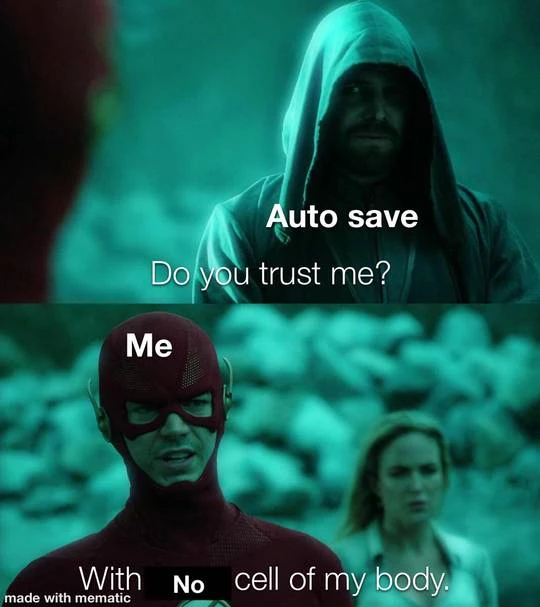 Auto save
Do you trust me?
Me
With No cell of my body.
made with mematic